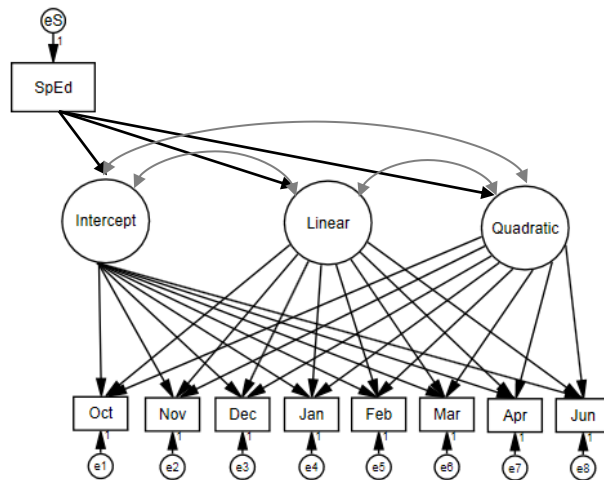 eS
1
SpEd
Intercept
Linear
Quadratic
Oct Nov Dec Jan Feb Mar Apr Jun
1 1 1 1 1 1 1 1
e1 e2 e3 e4 e5 e6 e7 e8